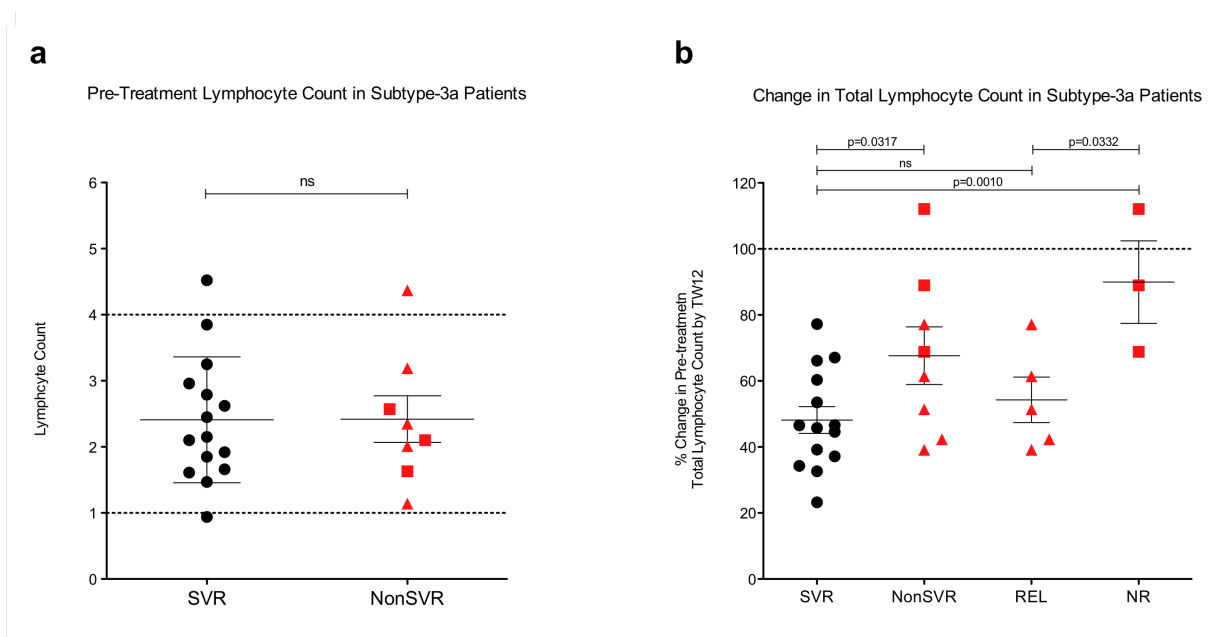 a
Pre-Treatment Lymphocyte Count in Subtype-3a Patients
ns
6
5
4
3
2
1
0
Lymphcyte Count
SVR
NonSVR
b
Change in Total Lymphocyte Count in Subtype-3a Patients
p=0.0317
p=0.0332
ns
p=0.0010
120
100
80
60
40
20
0
% Change in Pre-treatmetn
Total Lymphocyte Count by TW12
SVR
NonSVR
REL
NR